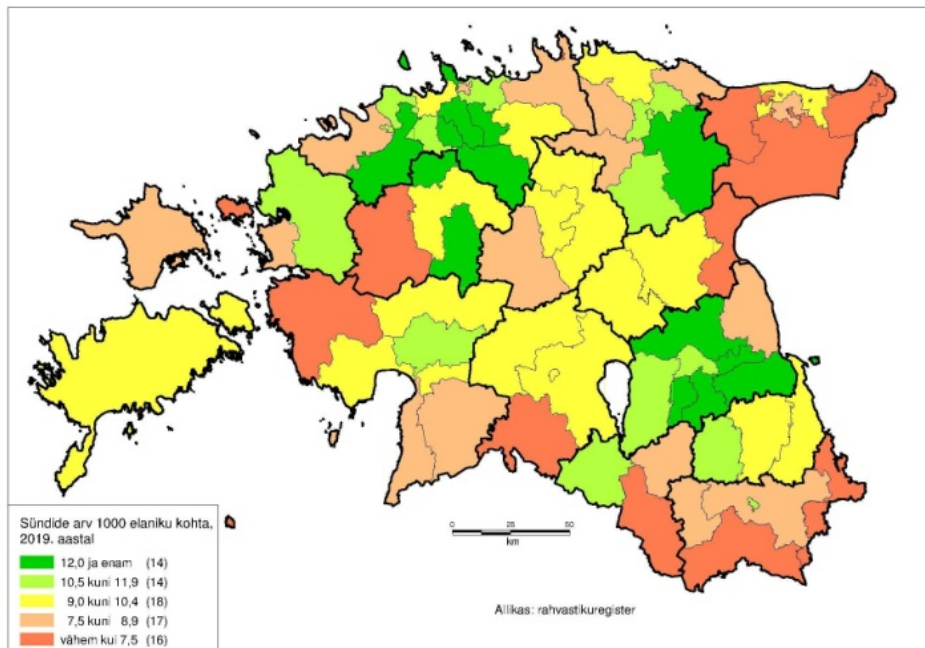 0 25 50
km
Sündide arv 1000 elaniku kohta,
2019. aastal
12,0 ja enam (14)
10,5 kuni 11,9 (14)
9,0 kuni 10,4 (18)
7,5 kuni 8,9 (17)
vähem kui 7,5 (16)
Allikas: rahvastikuregister